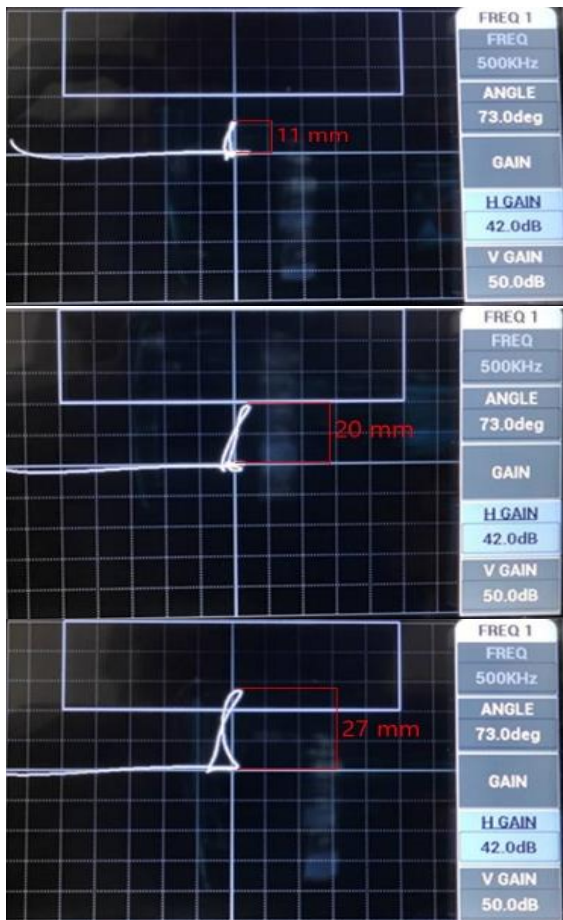 FREQ 1
FREQ
500KHz
ANGLE
73.0deg
11 mm
GAIN
H GAIN
42.0dB
V GAIN
50.0dB
FREQ 1
FREQ
500KHz
ANGLE
73.0deg
20 mm
GAIN
H GAIN
42.0dB
V GAIN
50.0dB
FREQ 1
FREQ
500KHz
ANGLE
73.0deg
27 mm
GAIN
H GAIN
42.0dB
V GAIN
50.0dB